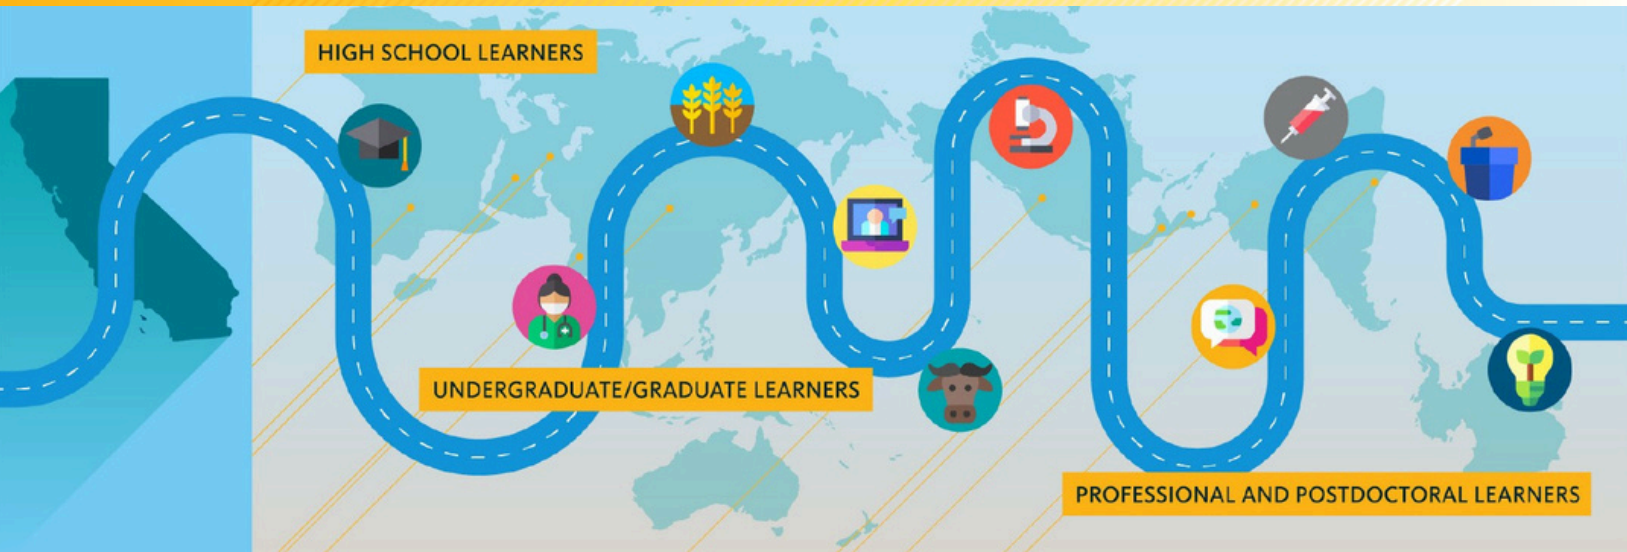 HIGH SCHOOL LEARNERS
UNDERGRADUATE/GRADUATE LEARNERS
PROFESSIONAL AND POSTDOCTORAL LEARNERS